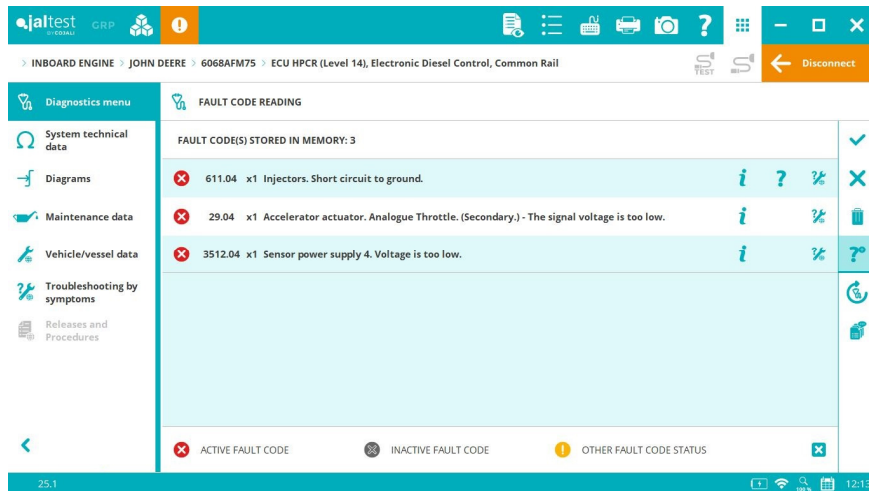 jaltest GRP
BY COJALI
INBOARD ENGINE > JOHN DEERE > 6068AFM75 > ECU HPCR (Level 14), Electronic Diesel Control, Common Rail
TEST
Disconnect
Diagnostics menu
System technical
data
Diagrams
Maintenance data
Vehicle/vessel data
Troubleshooting by
symptoms
Releases and
Procedures
FAULT CODE READING
FAULT CODE(S) STORED IN MEMORY: 3
611.04 x1 Injectors. Short circuit to ground.
29.04 x1 Accelerator actuator. Analogue Throttle. (Secondary.) - The signal voltage is too low.
3512.04 x1 Sensor power supply 4. Voltage is too low.
ACTIVE FAULT CODE
INACTIVE FAULT CODE
OTHER FAULT CODE STATUS
25.1
100 %
12:13